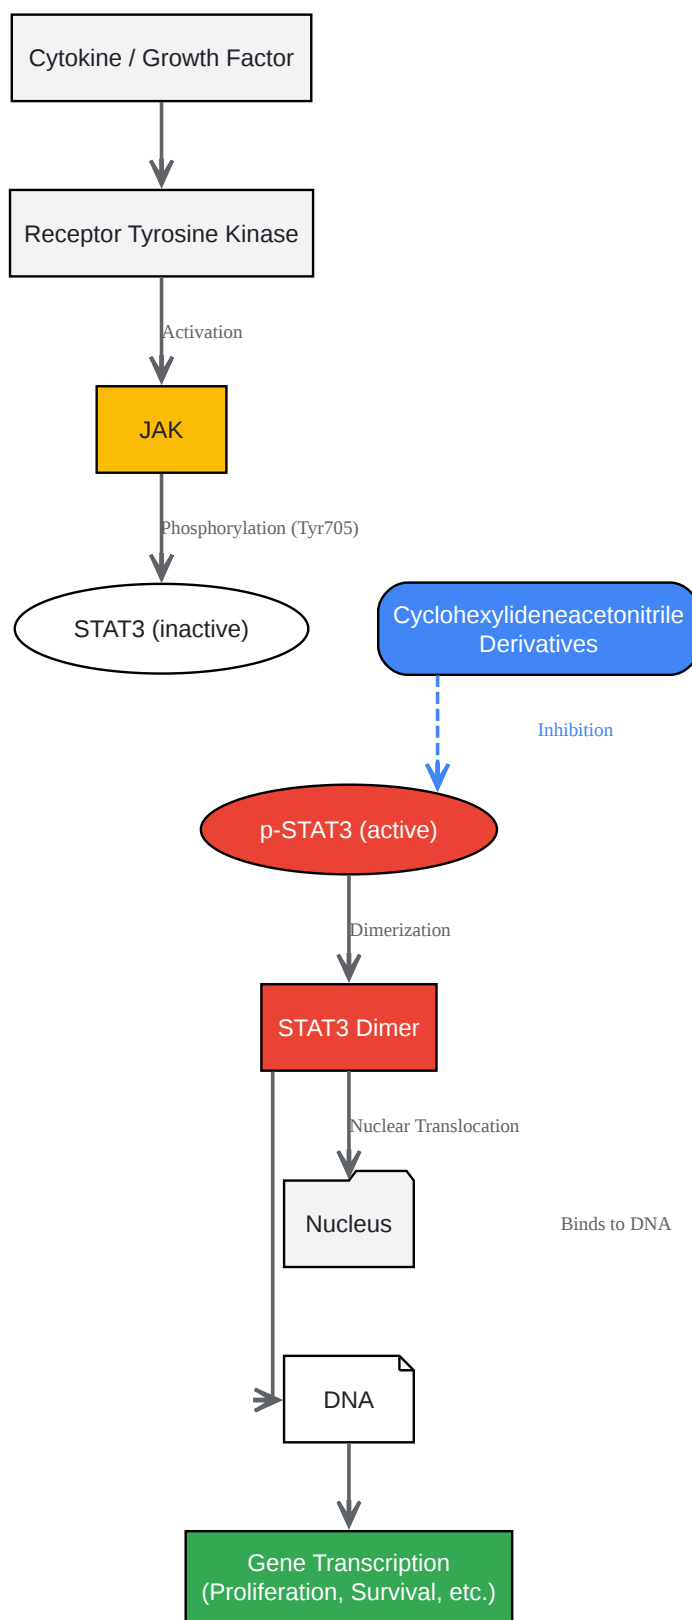 Cytokine / Growth Factor
Receptor Tyrosine Kinase
Activation
JAK
Phosphorylation (Tyr705)
STAT3 (inactive)
Cyclohexylideneacetonitrile
Derivatives
Inhibition
p-STAT3 (active)
Dimerization
STAT3 Dimer
Nuclear Translocation
Nucleus
Binds to DNA
DNA
Gene Transcription
(Proliferation, Survival, etc.)